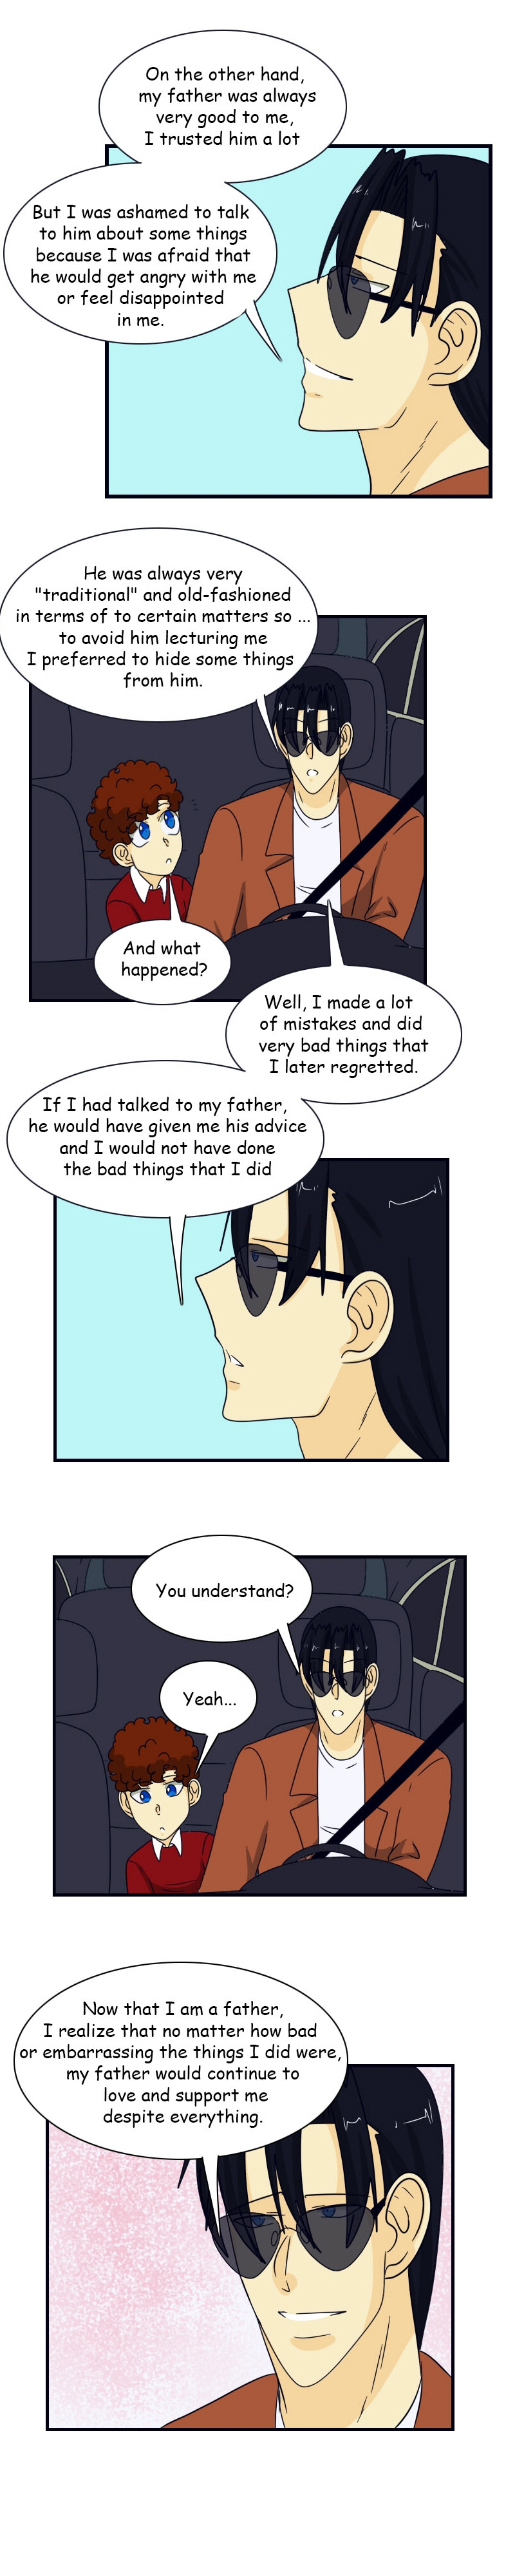 On the other hand,
my father was always
very good to me,
I trusted him a lot
But I was ashamed to talk
to him about some things
because I was afraid that
he would get angry with me
or feel disappointed
in me.
He was always very
"traditional" and old-fashioned
in terms of to certain matters so ...
to avoid him lecturing me
I preferred to hide some things
from him.
And what
happened?
Well, I made a lot
of mistakes and did
very bad things that
I later regretted.
If I had talked to my father,
he would have given me his advice
and I would not have done
the bad things that I did
You understand?
Yeah...
Now that I am a father,
I realize that no matter how bad
or embarrassing the things I did were,
my father would continue to
love and support me
despite everything.